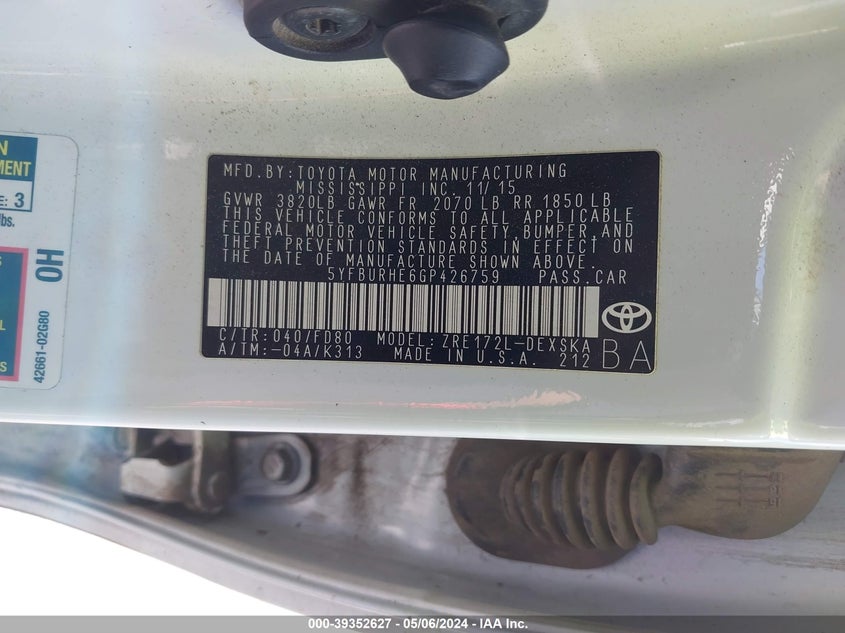 MFD. BY: TOYOTA MOTOR MANUFACTURING
MISSISSIPPI INC. 11/15
GVWR 3820LB GAWR FR 2070 LB RR 1850 LB
THIS VEHICLE CONFORMS TO ALL APPLICABLE
FEDERAL MOTOR VEHICLE SAFETY, BUMPER, AND
THEFT PREVENTION STANDARDS IN EFFECT ON
THE DATE OF MANUFACTURE SHOWN ABOVE.
5YFBURHE6GP426759 PASS. CAR
C/TR: 040/FD80 MODEL: ZRE172L-DEXSKA
A/TM: -04A/K313 MADE IN U.S.A. 212
BA
N
MENT
E: 3
lbs.
L
TS
HO
42661-02G80
000-39352627 - 05/06/2024 - IAA Inc.